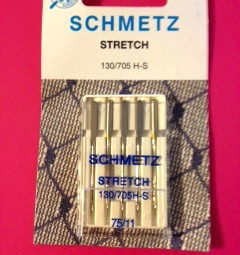 SCHMETZ
STRETCH
130/705 H-S
SCHMETZ
STRETCH
130/705H-S
75/11